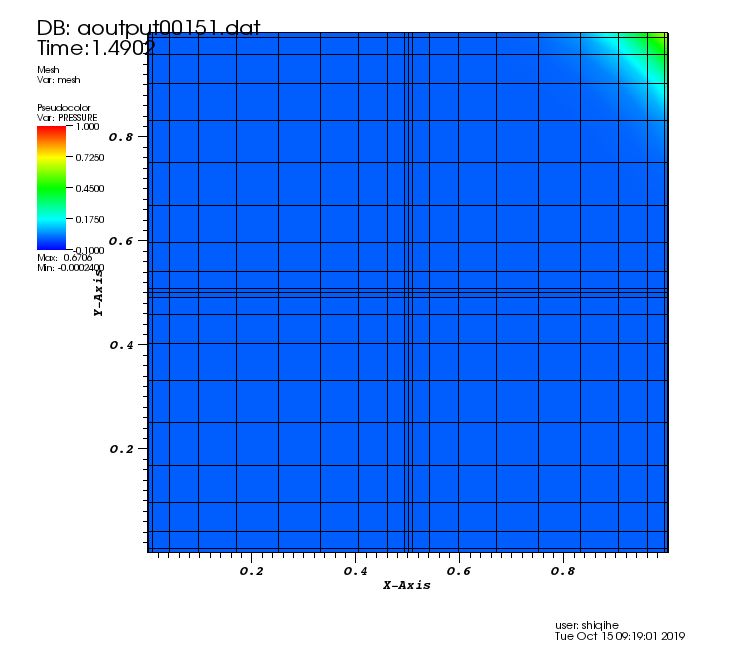 DB: aoutput00151.dat
Time:1.4902
Mesh
Var: mesh
Pseudocolor
Var: PRESSURE
1.000
0.7250
0.4500
0.1750
-0.1000
Max: 0.6706
Min: -0.0002400
0.8
0.6
0.4
0.2
Y-Axis
0.2 0.4 0.6 0.8
X-Axis
user: shiqihe
Tue Oct 15 09:19:01 2019